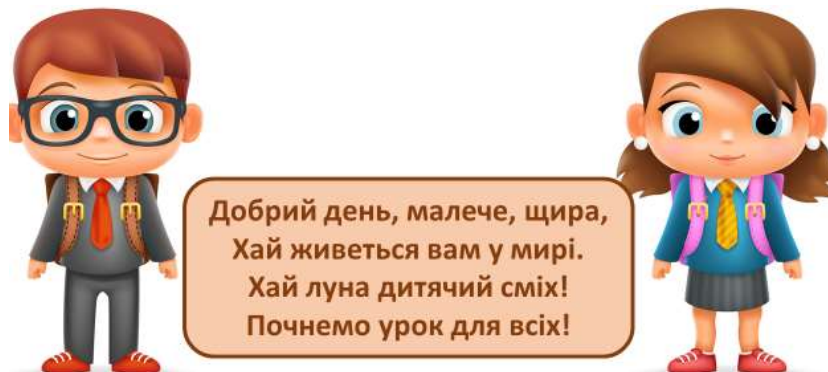 Добрий день, малече, щира,
Хай живеться вам у мирі.
Хай луна дитячий сміх!
Почнемо урок для всіх!